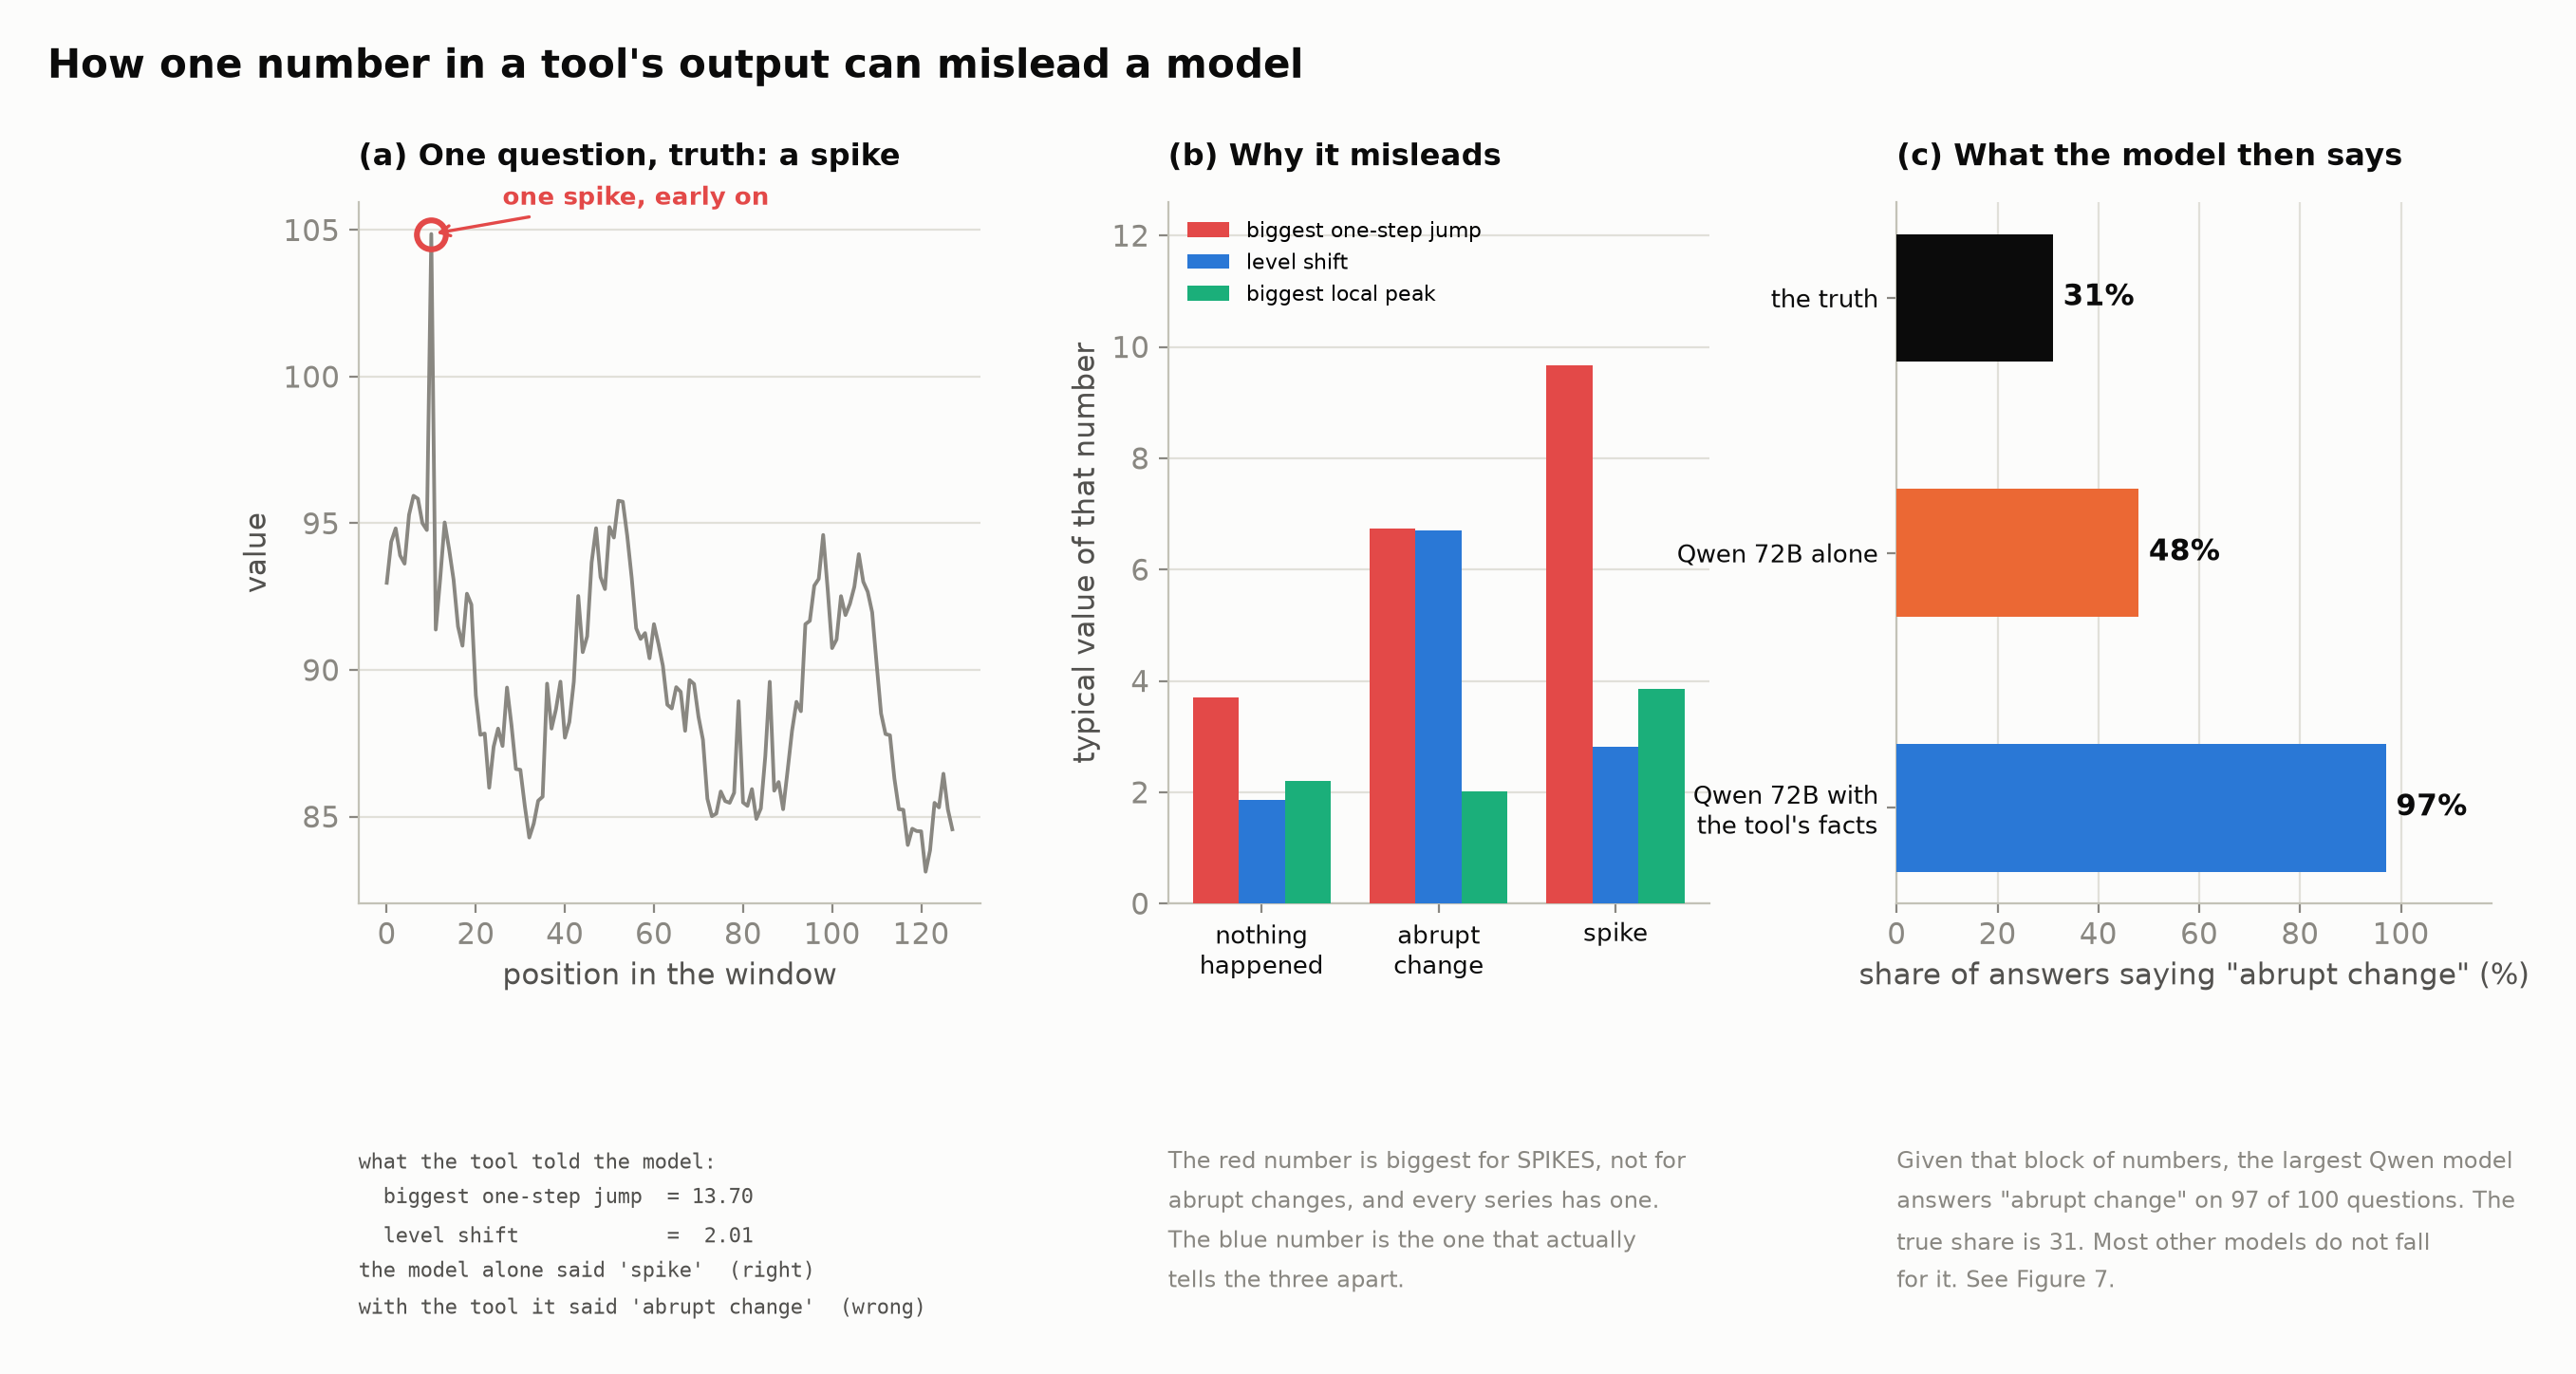 How one number in a tool's output can mislead a model
(a) One question, truth: a spike
one spike, early on
105
100
95
90
85
value
0 20 40 60 80 100 120
position in the window
what the tool told the model:
biggest one-step jump = 13.70
level shift = 2.01
the model alone said 'spike' (right)
with the tool it said 'abrupt change' (wrong)
(b) Why it misleads
biggest one-step jump
level shift
biggest local peak
12
10
8
6
4
2
0
typical value of that number
nothing
happened
abrupt
change
spike
The red number is biggest for SPIKES, not for
abrupt changes, and every series has one.
The blue number is the one that actually
tells the three apart.
(c) What the model then says
the truth
31%
Qwen 72B alone
48%
Qwen 72B with
the tool's facts
97%
0 20 40 60 80 100
share of answers saying "abrupt change" (%)
Given that block of numbers, the largest Qwen model
answers "abrupt change" on 97 of 100 questions. The
true share is 31. Most other models do not fall
for it. See Figure 7.